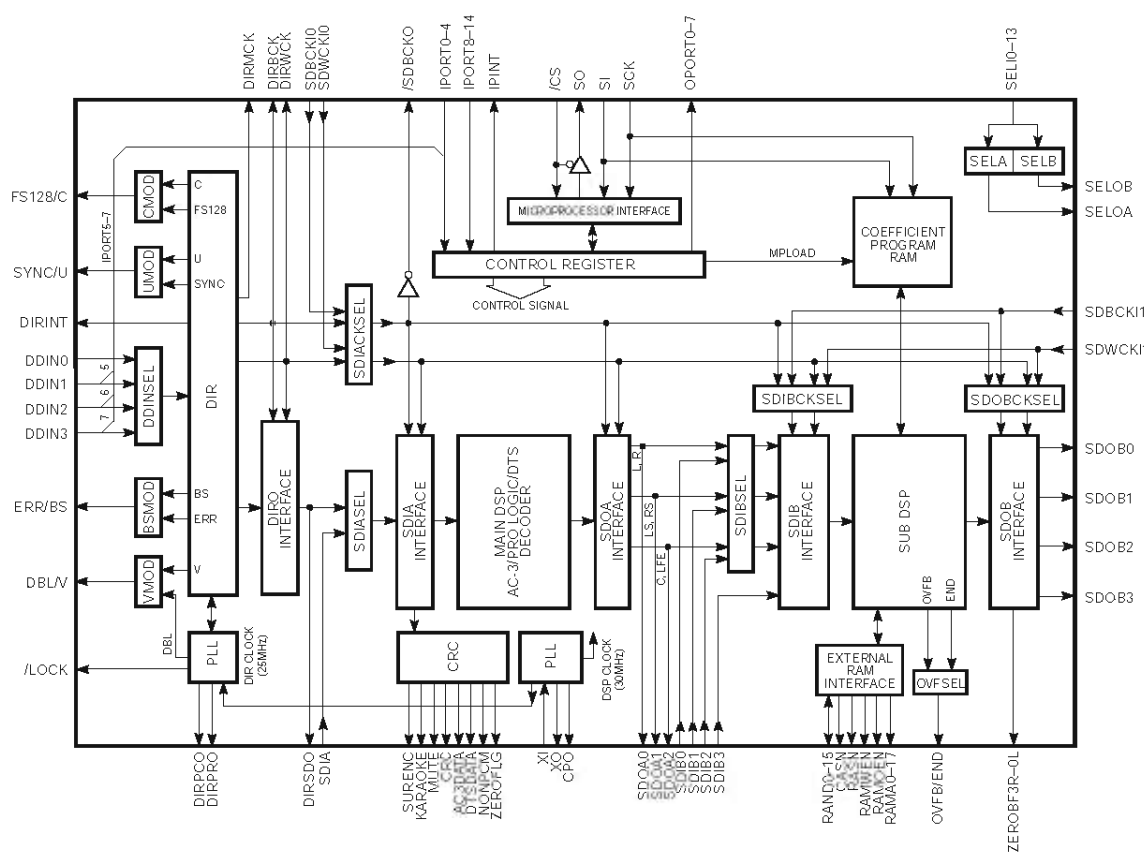 DIRMCK
DIRBCK
DIRWCK
SDBCKI0
SDWCKI0
/SDBCKO
IPORT0–4
IPORT8–14
IPINT
/CS
SO
SI
SCK
OPORT0–7
SELI0–13
FS128/C
SYNC/U
DIRINT
DDIN0
DDIN1
DDIN2
DDIN3
ERR/BS
DBL/V
/LOCK
IPORT5–7
5
6
7
CMOD
C
FS128
UMOD
U
SYNC
DDINSEL
DIR
BSMOD
BS
ERR
VMOD
V
DBL
PLL
DIR CLOCK
(25MHz)
DIRO
INTERFACE
SDIACKSEL
SDIASEL
MICROPROCESSOR INTERFACE
CONTROL REGISTER
CONTROL SIGNAL
MPLOAD
COEFFICIENT
PROGRAM
RAM
SELA
SELB
SELOB
SELOA
SDBCKI1
SDWCKI1
SDIBCKSEL
SDOBCKSEL
SDIA
INTERFACE
MAIN DSP
AC-3/PRO LOGIC/DTS
DECODER
SDOA
INTERFACE
L, R
LS, RS
C, LFE
SDIBSEL
SDIB
INTERFACE
SUB DSP
OVFB
END
SDOB
INTERFACE
SDOB0
SDOB1
SDOB2
SDOB3
CRC
PLL
DSP CLOCK
(30MHz)
EXTERNAL
RAM
INTERFACE
OVFSEL
DIRPCO
DIRPRO
DIRSDO
SDIA
SURENC
KARAOKE
MUTE
CRC
AC3DATA
DTSDATA
NONPCM
ZEROFLG
XI
XO
CPO
SDOA0
SDOA1
SDOA2
SDIB0
SDIB1
SDIB2
SDIB3
RAND0–15
CASN
RASN
RAMWEN
RAMOEN
RAMA0–17
OVFB/END
ZEROBF3R–0L